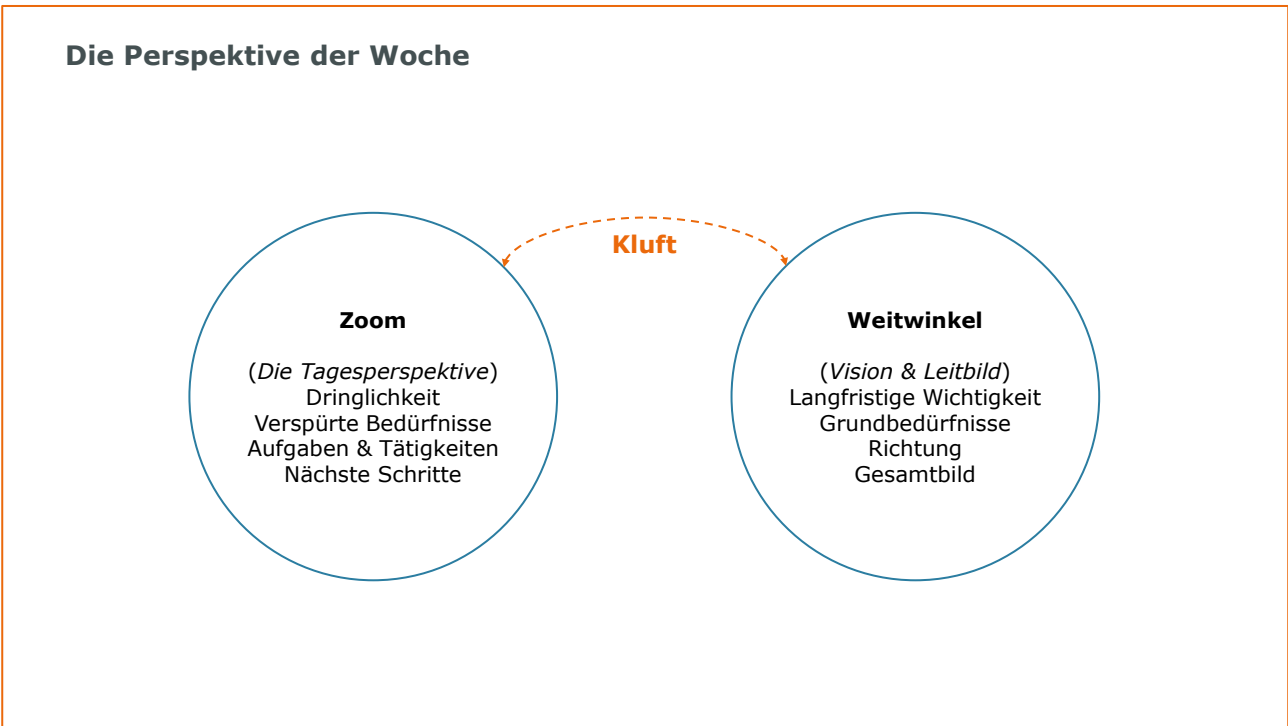 Die Perspektive der Woche
Kluft
Zoom
(Die Tagesperspektive)
Dringlichkeit
Verspürte Bedürfnisse
Aufgaben & Tätigkeiten
Nächste Schritte
Weitwinkel
(Vision & Leitbild)
Langfristige Wichtigkeit
Grundbedürfnisse
Richtung
Gesamtbild